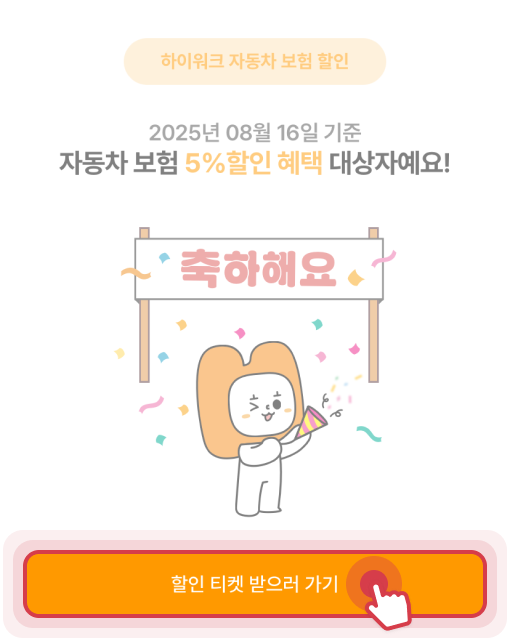 하이워크 자동차 보험 할인
2025년 08월 16일 기준
자동차 보험 5%할인 혜택 대상자예요!
축하해요
할인 티켓 받으러 가기